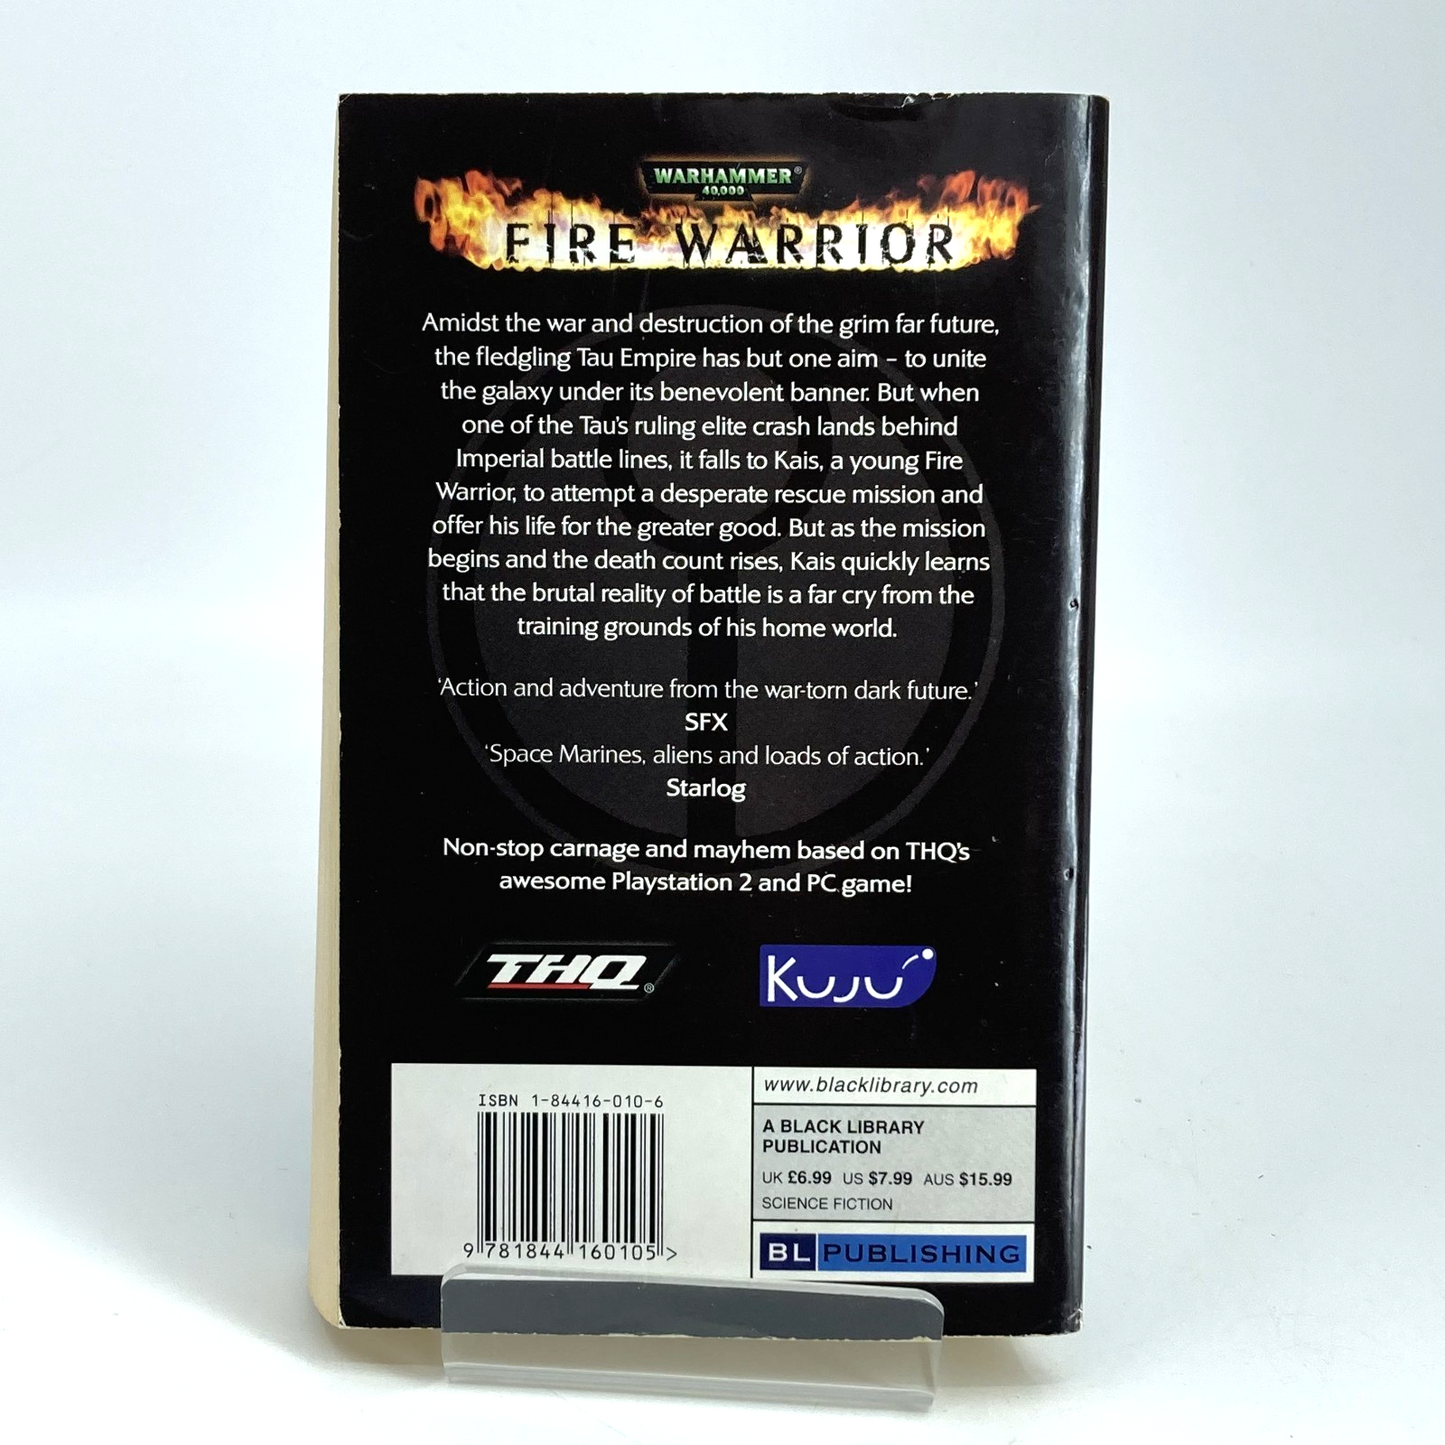 WARHAMMER®
40,000
FIRE WARRIOR
Amidst the war and destruction of the grim far future,
the fledgling Tau Empire has but one aim – to unite
the galaxy under its benevolent banner. But when
one of the Tau's ruling elite crash lands behind
Imperial battle lines, it falls to Kais, a young Fire
Warrior, to attempt a desperate rescue mission and
offer his life for the greater good. But as the mission
begins and the death count rises, Kais quickly learns
that the brutal reality of battle is a far cry from the
training grounds of his home world.
'Action and adventure from the war-torn dark future.'
SFX
'Space Marines, aliens and loads of action.'
Starlog
Non-stop carnage and mayhem based on THQ's
awesome Playstation 2 and PC game!
THQ®
Kuju
ISBN 1-84416-010-6
9 781844 160105 >
www.blacklibrary.com
A BLACK LIBRARY
PUBLICATION
UK £6.99 US $7.99 AUS $15.99
SCIENCE FICTION
BL PUBLISHING